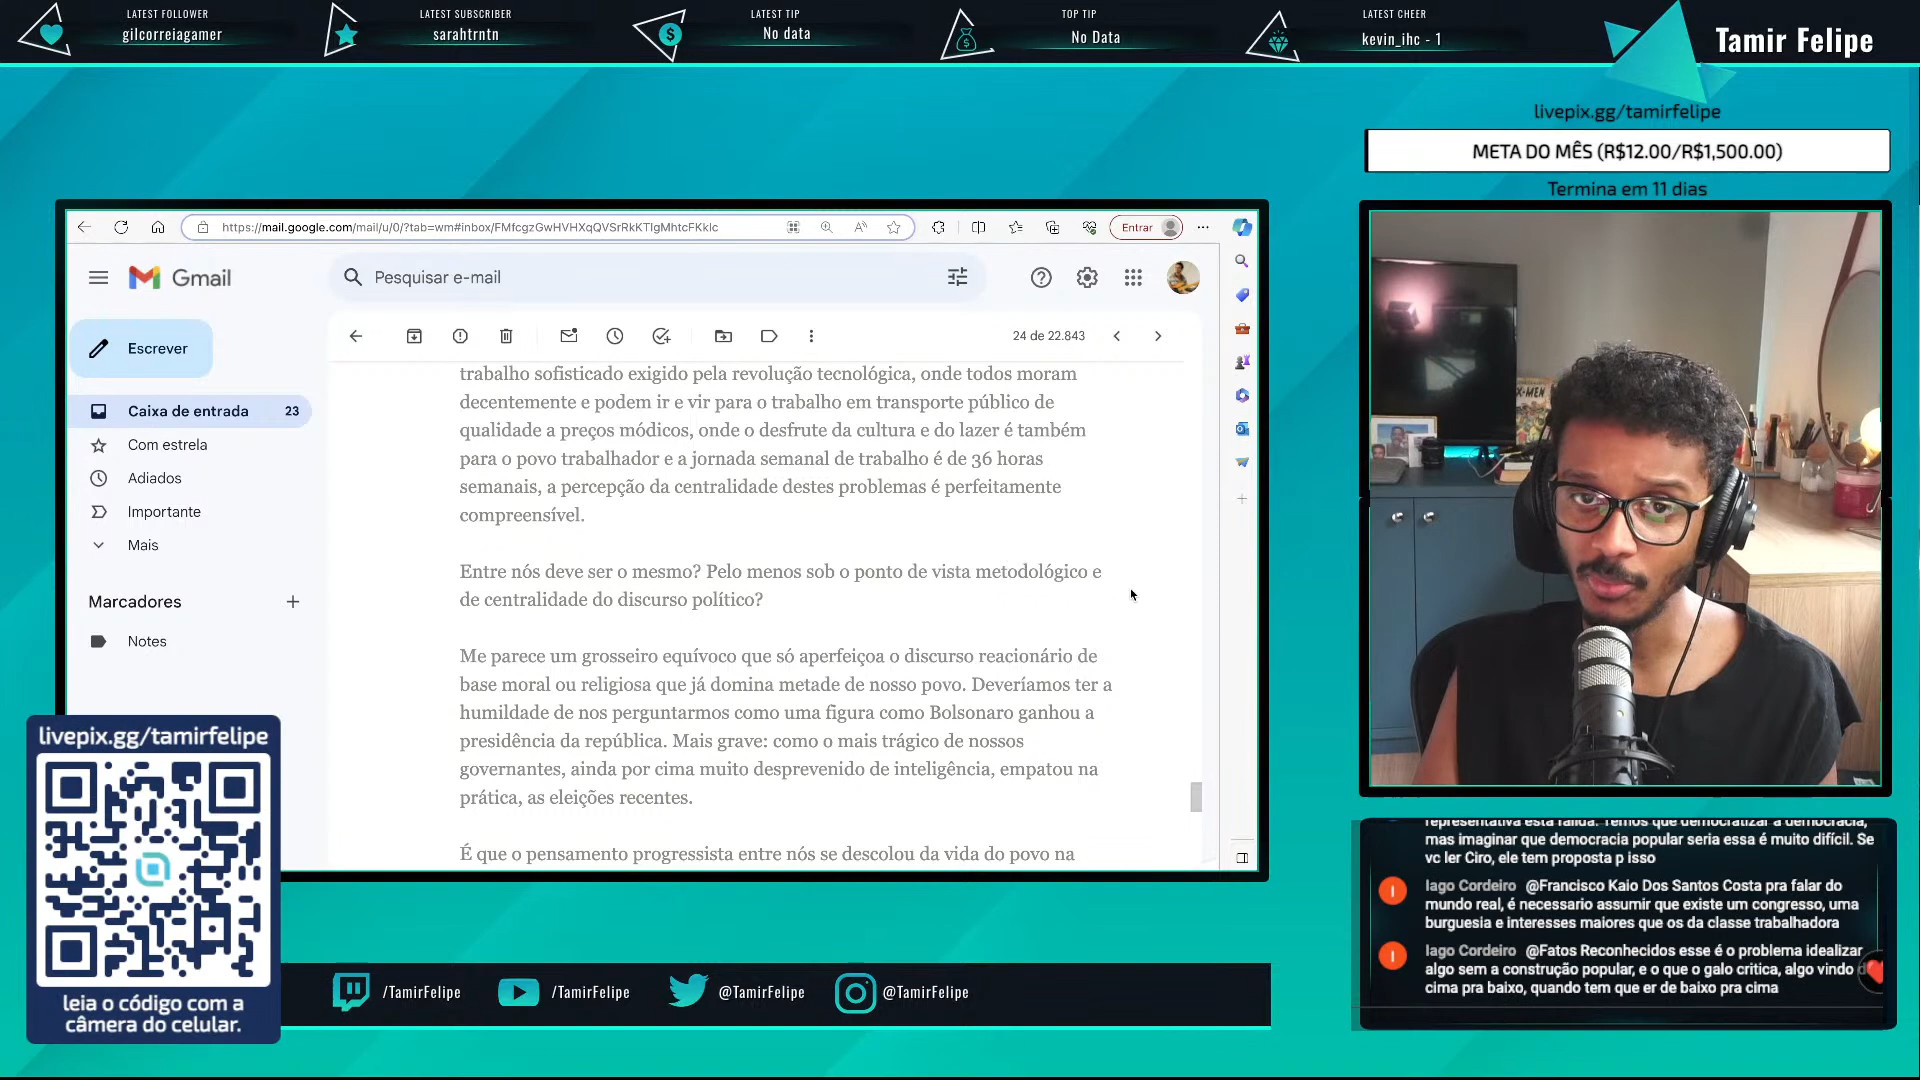 LATEST FOLLOWER
gilcorreiagamer
LATEST SUBSCRIBER
sarahtrntn
LATEST TIP
No data
TOP TIP
No Data
LATEST CHEER
kevin_ihc - 1
Tamir Felipe
livepix.gg/tamirfelipe
META DO MÊS (R$12.00/R$1,500.00)
Termina em 11 dias
https://mail.google.com/mail/u/0/?tab=wm#inbox/FMfcgzGwHVHXqQVSrRkKTlgMhtcFKklc
Entrar
Gmail
Pesquisar e-mail
Escrever
24 de 22.843
Caixa de entrada 23
Com estrela
Adiados
Importante
Mais
Marcadores
Notes
trabalho sofisticado exigido pela revolução tecnológica, onde todos moram
decentemente e podem ir e vir para o trabalho em transporte público de
qualidade a preços módicos, onde o desfrute da cultura e do lazer é também
para o povo trabalhador e a jornada semanal de trabalho é de 36 horas
semanais, a percepção da centralidade destes problemas é perfeitamente
compreensível.
Entre nós deve ser o mesmo? Pelo menos sob o ponto de vista metodológico e
de centralidade do discurso político?
Me parece um grosseiro equívoco que só aperfeiçoa o discurso reacionário de
base moral ou religiosa que já domina metade de nosso povo. Deveríamos ter a
humildade de nos perguntarmos como uma figura como Bolsonaro ganhou a
presidência da república. Mais grave: como o mais trágico de nossos
governantes, ainda por cima muito desprevenido de inteligência, empatou na
prática, as eleições recentes.
É que o pensamento progressista entre nós se descolou da vida do povo na
X-MEN
livepix.gg/tamirfelipe
leia o código com a
câmera do celular.
/TamirFelipe
/TamirFelipe
@TamirFelipe
@TamirFelipe
representativa está falida. Temos que democratizar a democracia,
mas imaginar que democracia popular seria essa é muito difícil. Se
vc ler Ciro, ele tem proposta p isso
I
Iago Cordeiro @Francisco Kaio Dos Santos Costa pra falar do
mundo real, é necessario assumir que existe um congresso, uma
burguesia e interesses maiores que os da classe trabalhadora
I
Iago Cordeiro @Fatos Reconhecidos esse é o problema idealizar
algo sem a construção popular, e o que o galo critica, algo vindo d
cima pra baixo, quando tem que er de baixo pra cima